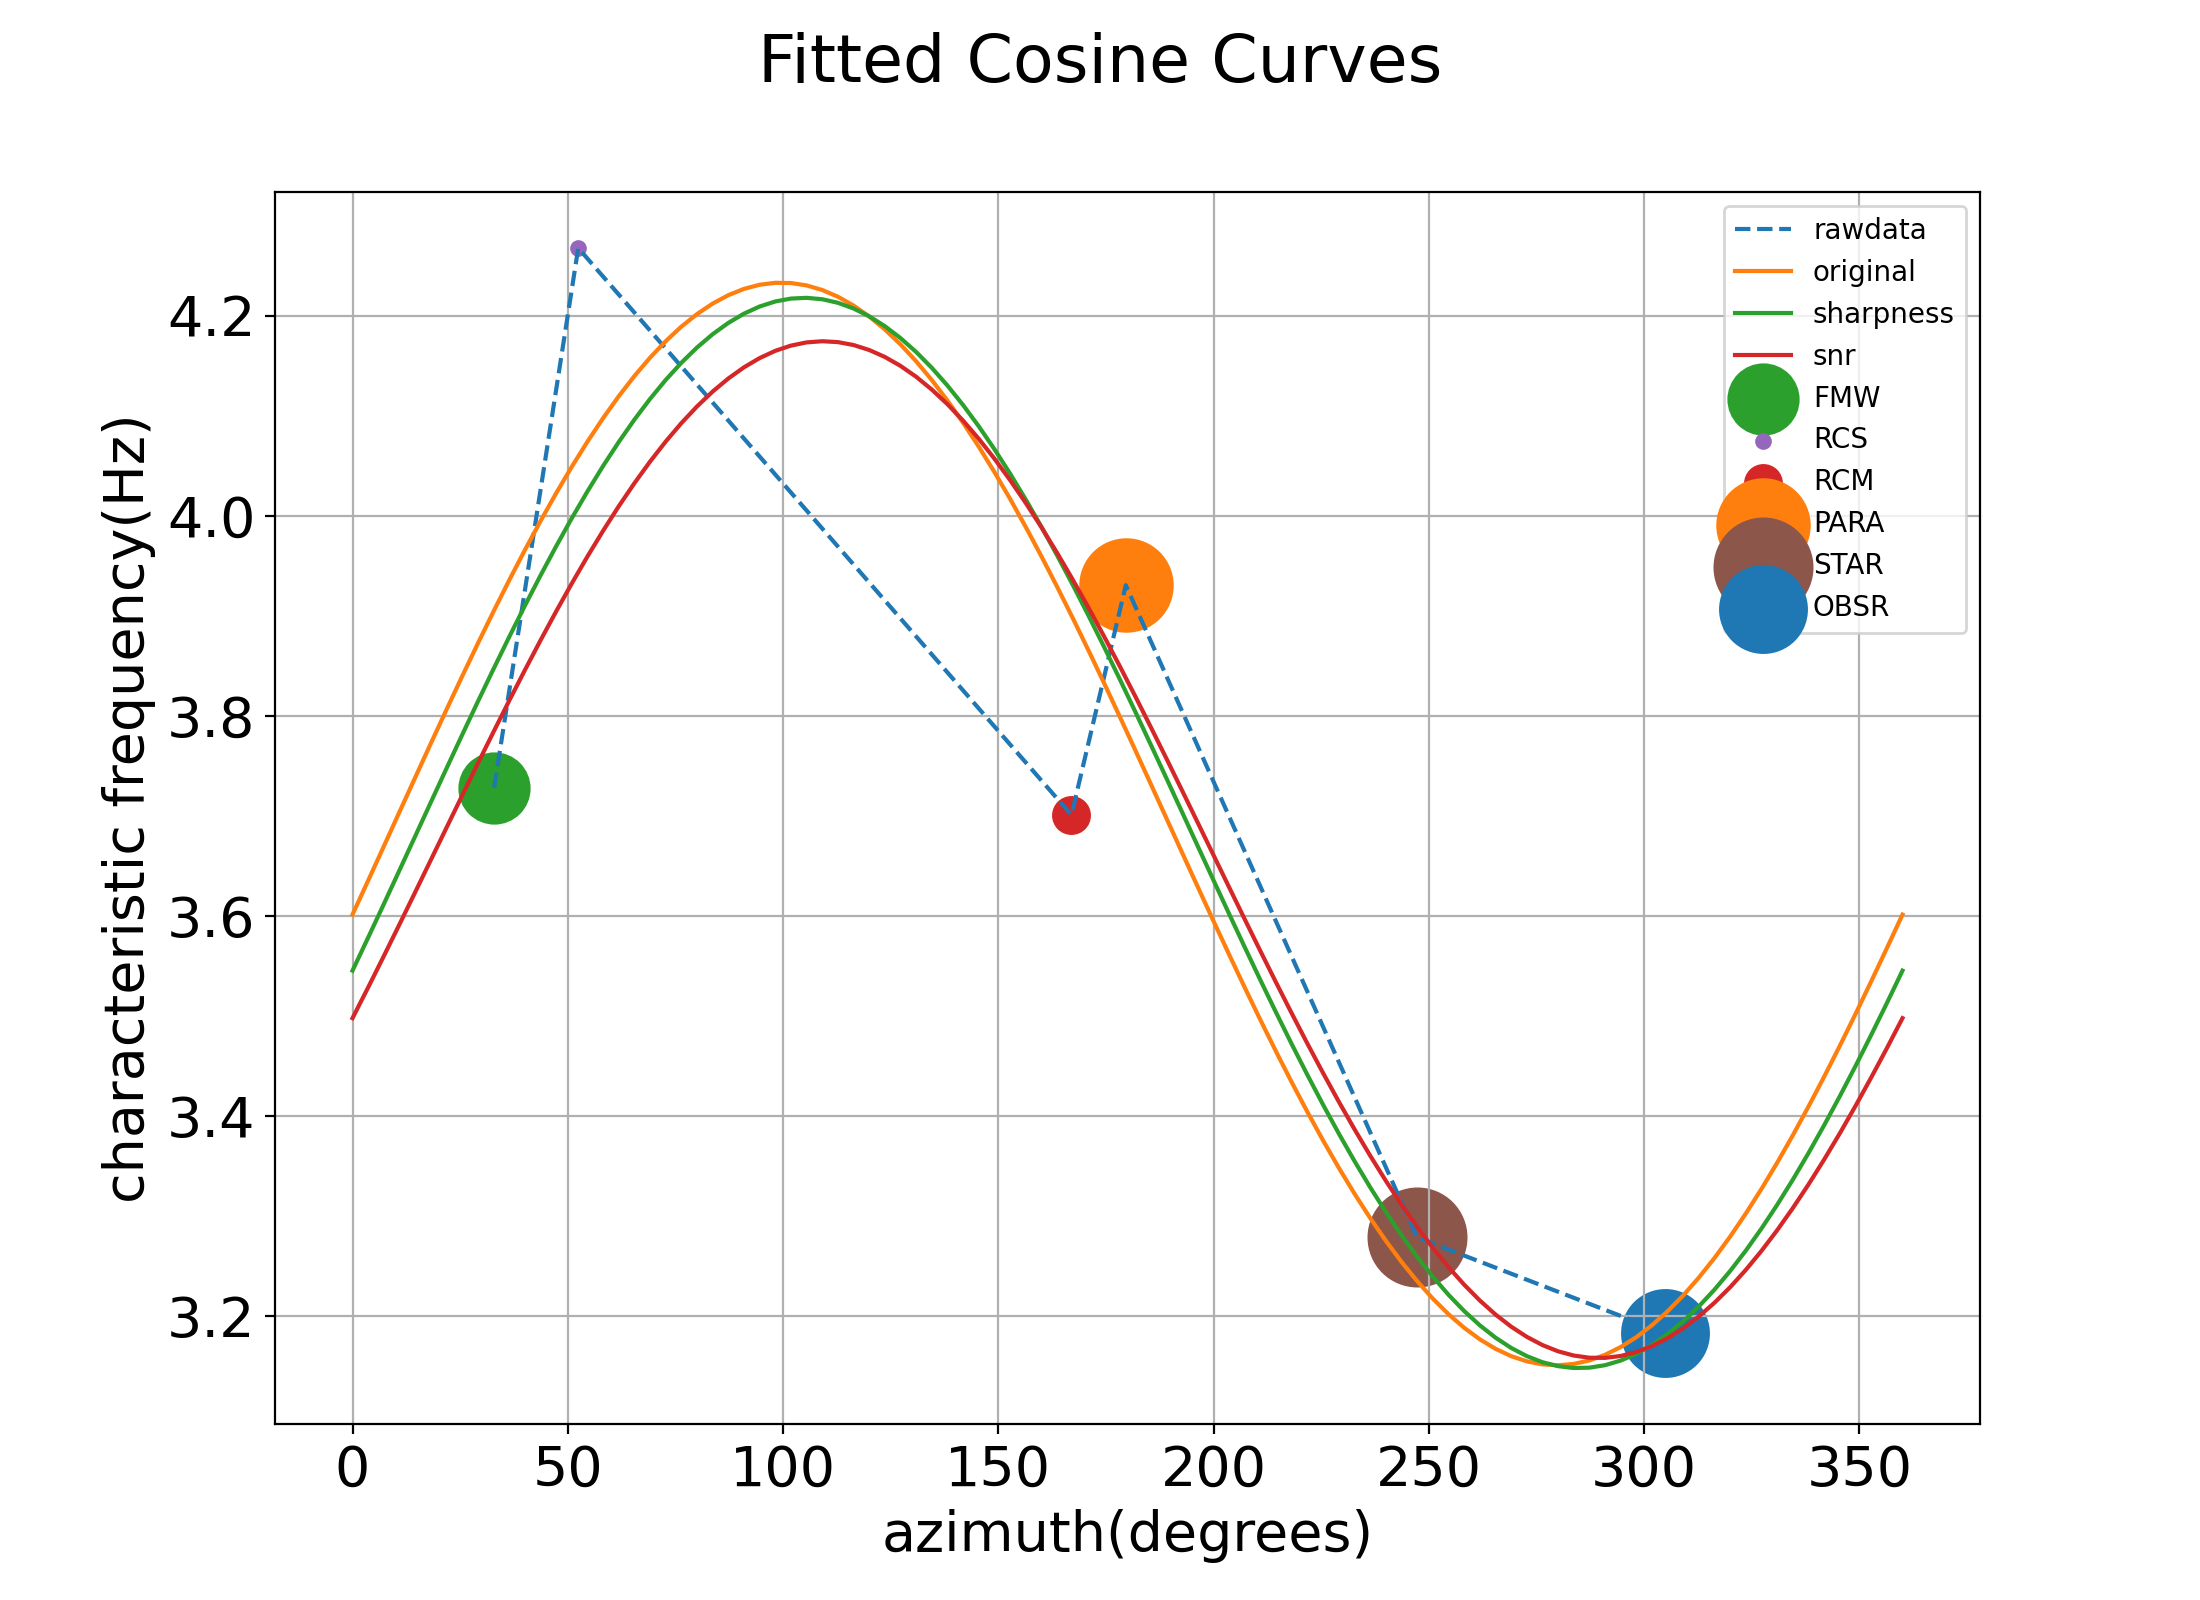 Fitted Cosine Curves
rawdata
original
sharpness
snr
FMW
RCS
RCM
PARA
STAR
OBSR
characteristic frequency(Hz)
4.2
4.0
3.8
3.6
3.4
3.2
0 50 100 150 200 250 300 350
azimuth(degrees)